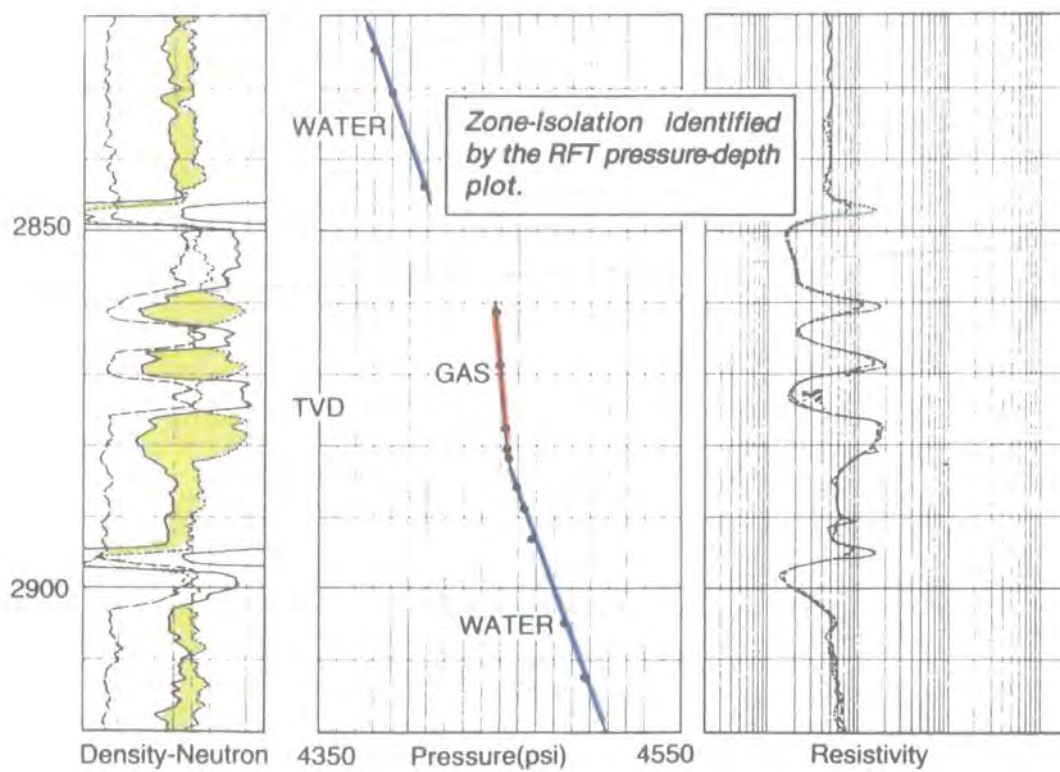 WATER
Zone-Isolation identified
by the RFT pressure-depth
plot.
2850
GAS
TVD
2900
WATER
Density-Neutron
4350
Pressure(psi)
4550
Resistivity